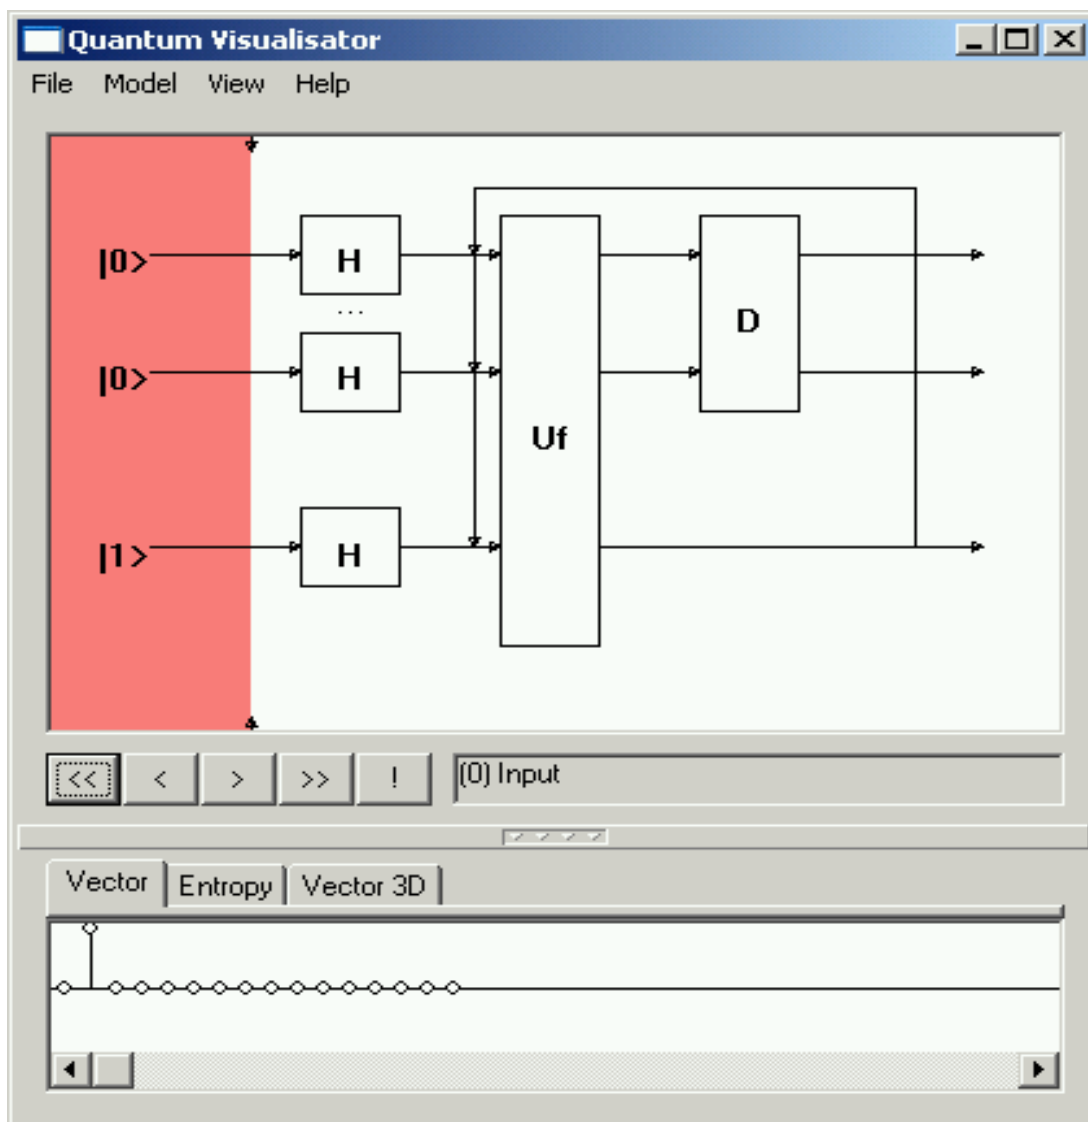 Quantum Visualisator
File Model View Help
|0> H
...
|0> H
D
Uf
|1> H
<< < > >> ! (0) Input
Vector Entropy Vector 3D